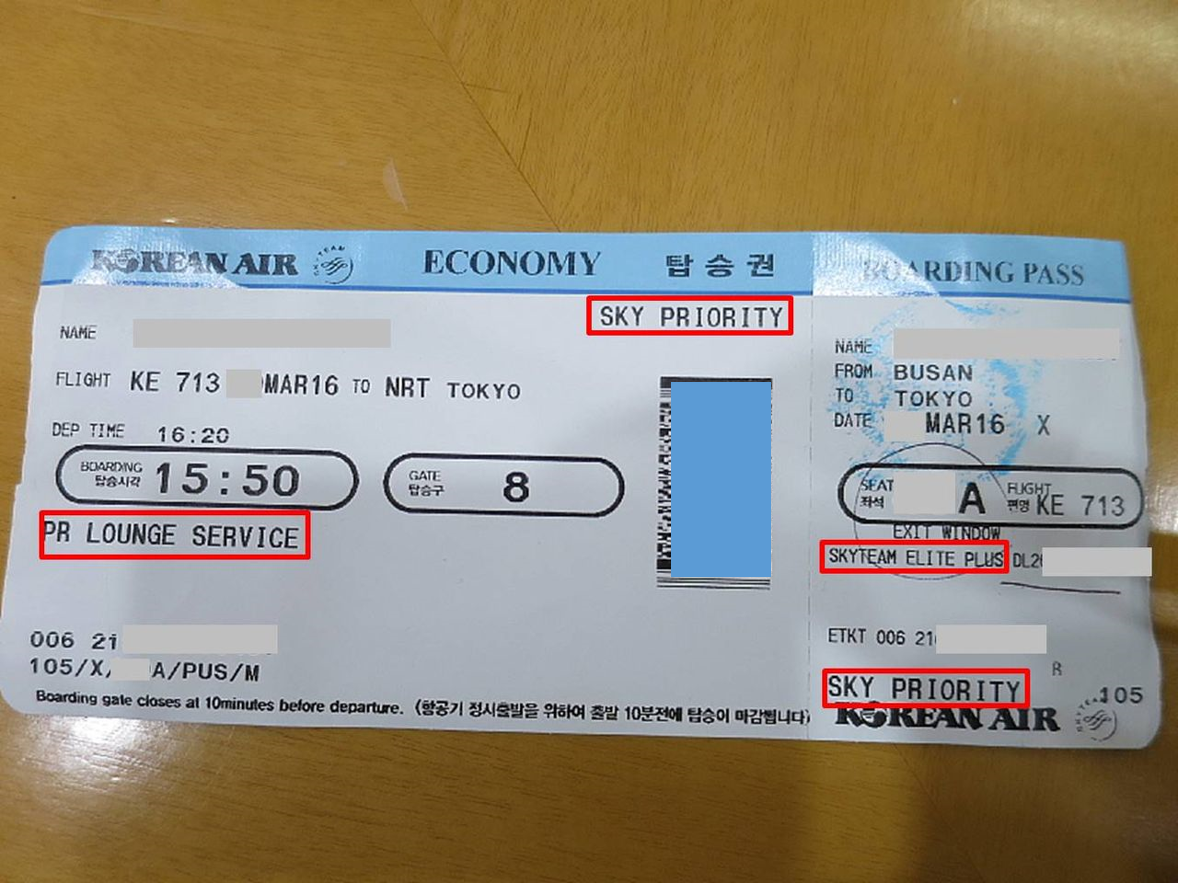 KOREAN AIR SKYTEAM ECONOMY 탑승권
SKY PRIORITY
NAME
FLIGHT KE 713 MAR16 TO NRT TOKYO
DEP TIME 16:20
BOARDING 탑승시각 15:50
GATE 탑승구 8
PR LOUNGE SERVICE
006 21
105/X/ A/PUS/M
Boarding gate closes at 10minutes before departure. (항공기 정시출발을 위하여 출발 10분전에 탑승이 마감됩니다)
BOARDING PASS
NAME
FROM BUSAN
TO TOKYO
DATE MAR16 X
SEAT 좌석 A FLIGHT 편명 KE 713
EXIT WINDOW
SKYTEAM ELITE PLUS DL26
ETKT 006 21
R
SKY PRIORITY 105
KOREAN AIR SKYTEAM